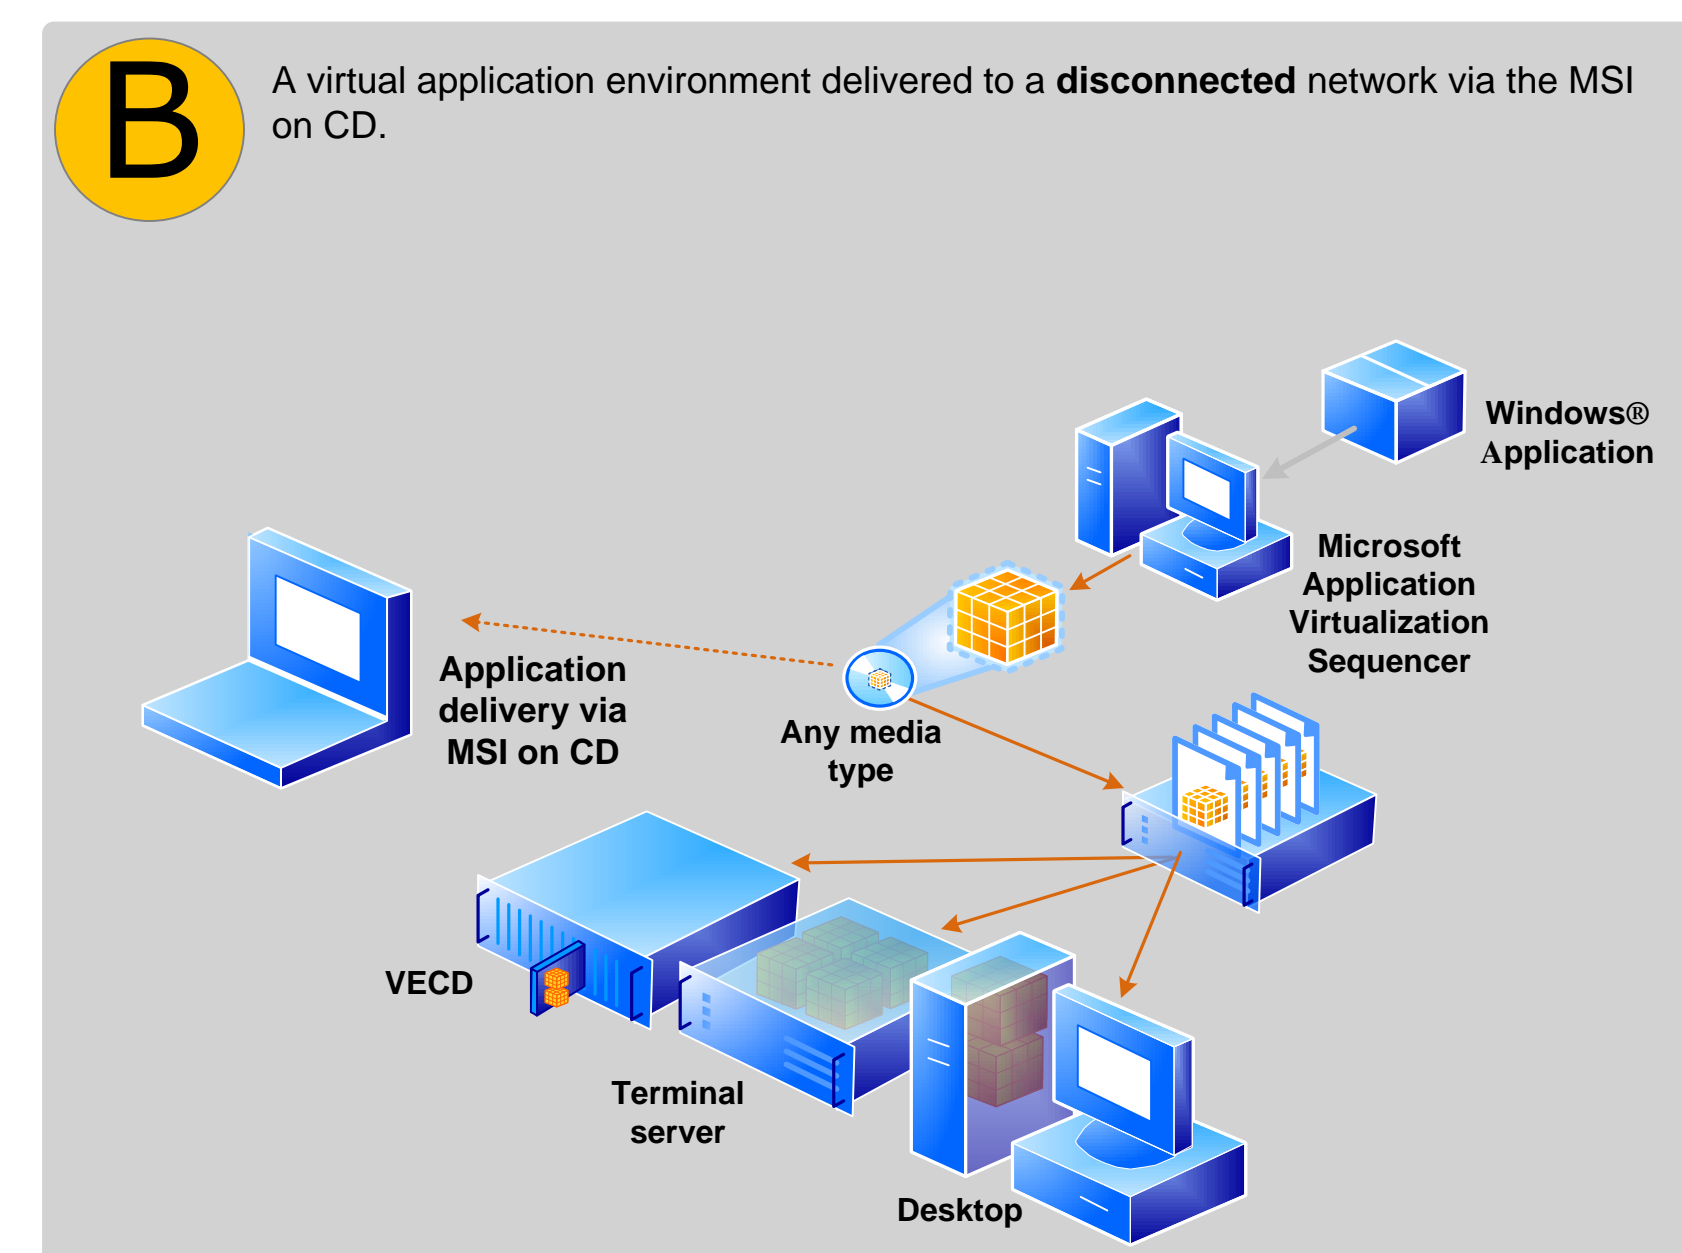 B
A virtual application environment delivered to a disconnected network via the MSI
on CD.
Windows®
Application
Microsoft
Application
Virtualization
Sequencer
Application
delivery via
MSI on CD
Any media
type
VECD
Terminal
server
Desktop